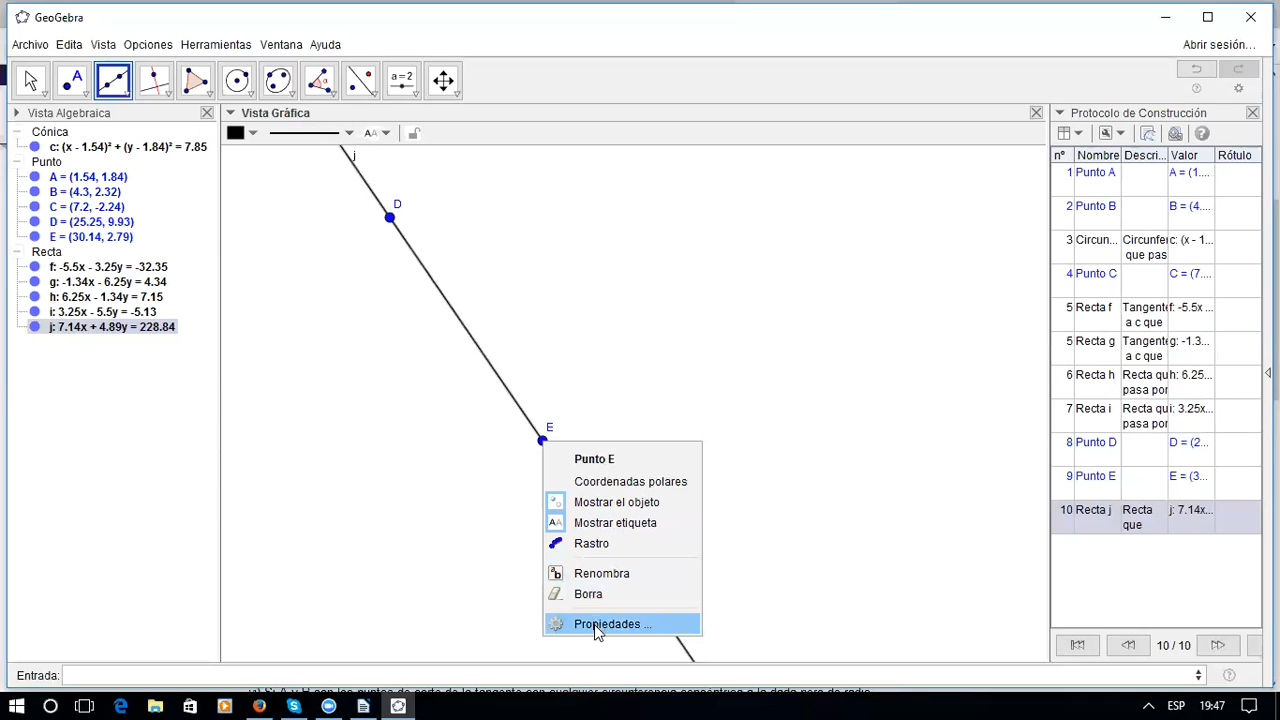 GeoGebra
Archivo Edita Vista Opciones Herramientas Ventana Ayuda
Abrir sesión...
A
α
a=2
Vista Algebraica
Cónica
c: (x - 1.54)² + (y - 1.84)² = 7.85
Punto
A = (1.54, 1.84)
B = (4.3, 2.32)
C = (7.2, -2.24)
D = (25.25, 9.93)
E = (30.14, 2.79)
Recta
f: -5.5x - 3.25y = -32.35
g: -1.34x - 6.25y = 4.34
h: 6.25x - 1.34y = 7.15
i: 3.25x - 5.5y = -5.13
j: 7.14x + 4.89y = 228.84
Vista Gráfica
AA
j
D
E
Punto E
Coordenadas polares
Mostrar el objeto
AA Mostrar etiqueta
Rastro
ab Renombra
Borra
Propiedades ...
Protocolo de Construcción
nº Nombre Descri... Valor Rótulo
1 Punto A A = (1....
2 Punto B B = (4....
3 Circun... Circunfer c: (x - 1...
que pas
4 Punto C C = (7....
5 Recta f Tangente f: -5.5x ...
a c que
5 Recta g Tangente g: -1.3...
a c que
6 Recta h Recta qu h: 6.25...
pasa por
7 Recta i Recta qu i: 3.25x...
pasa por
8 Punto D D = (2...
9 Punto E E = (3...
10 Recta j Recta j: 7.14x...
que
10 / 10
Entrada:
ESP 19:47